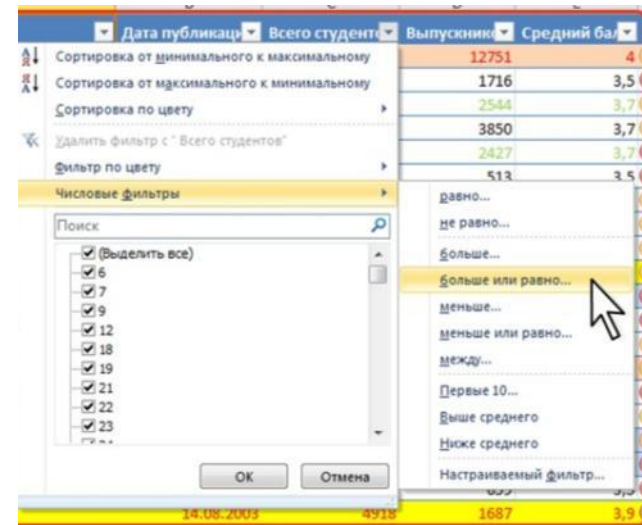 Дата публикаци Всего студенто Выпускнико Средний бал
Сортировка от минимального к максимальному
Сортировка от максимального к минимальному
Сортировка по цвету
Удалить фильтр с " Всего студентов"
Фильтр по цвету
Числовые фильтры
Поиск
(Выделить все)
6
7
9
12
18
19
21
22
23
ОК Отмена
12751 4
1716 3,5
2544 3,7
3850 3,7
2427 3,7
513 3,5
равно...
не равно...
больше...
больше или равно...
меньше...
меньше или равно...
между...
Первые 10...
Выше среднего
Ниже среднего
Настраиваемый фильтр...
14.08.2003 4918 1687 3,9